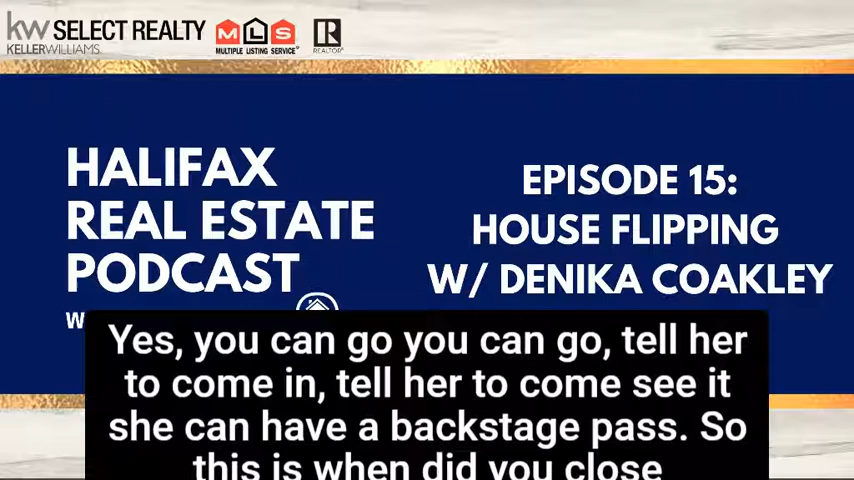 kw SELECT REALTY
KELLERWILLIAMS.
MLS
MULTIPLE LISTING SERVICE®
R
REALTOR®
HALIFAX
REAL ESTATE
PODCAST
W
EPISODE 15:
HOUSE FLIPPING
W/ DENIKA COAKLEY
Yes, you can go you can go, tell her
to come in, tell her to come see it
she can have a backstage pass. So
this is when did you close